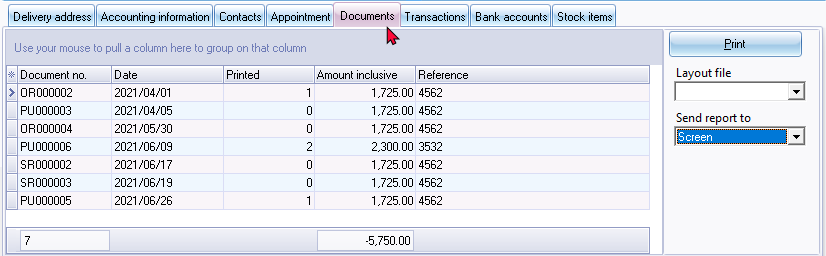 Delivery address Accounting information Contacts Appointment Documents Transactions Bank accounts Stock items
Use your mouse to pull a column here to group on that column
Print
Layout file
Send report to
Screen
Document no. Date Printed Amount inclusive Reference
OR000002 2021/04/01 1 1,725.00 4562
PU000003 2021/04/05 0 1,725.00 4562
OR000004 2021/05/30 0 1,725.00 4562
PU000006 2021/06/09 2 2,300.00 3532
SR000002 2021/06/17 0 1,725.00 4562
SR000003 2021/06/19 0 1,725.00 4562
PU000005 2021/06/26 1 1,725.00 4562
7 -5,750.00